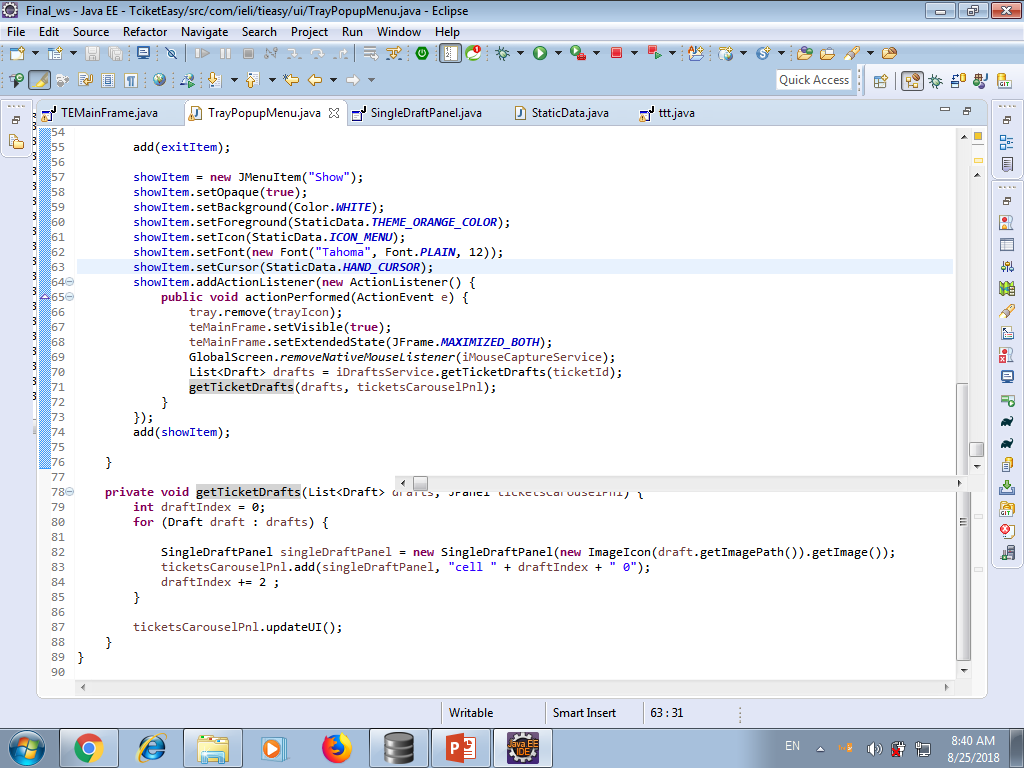 Final_ws - Java EE - TciketEasy/src/com/ieli/tieasy/ui/TrayPopupMenu.java - Eclipse
File Edit Source Refactor Navigate Search Project Run Window Help
Quick Access
TEMainFrame.java TrayPopupMenu.java SingleDraftPanel.java StaticData.java ttt.java
54
55 add(exitItem);
56
57 showItem = new JMenuItem("Show");
58 showItem.setOpaque(true);
59 showItem.setBackground(Color.WHITE);
60 showItem.setForeground(StaticData.THEME_ORANGE_COLOR);
61 showItem.setIcon(StaticData.ICON_MENU);
62 showItem.setFont(new Font("Tahoma", Font.PLAIN, 12));
63 showItem.setCursor(StaticData.HAND_CURSOR);
64 showItem.addActionListener(new ActionListener() {
65 public void actionPerformed(ActionEvent e) {
66 tray.remove(trayIcon);
67 teMainFrame.setVisible(true);
68 teMainFrame.setExtendedState(JFrame.MAXIMIZED_BOTH);
69 GlobalScreen.removeNativeMouseListener(iMouseCaptureService);
70 List<Draft> drafts = iDraftsService.getTicketDrafts(ticketId);
71 getTicketDrafts(drafts, ticketsCarouselPnl);
72 }
73 });
74 add(showItem);
75
76 }
77
78 private void getTicketDrafts(List<Draft> drafts, JPanel ticketsCarouselPnl) {
79 int draftIndex = 0;
80 for (Draft draft : drafts) {
81
82 SingleDraftPanel singleDraftPanel = new SingleDraftPanel(new ImageIcon(draft.getImagePath()).getImage());
83 ticketsCarouselPnl.add(singleDraftPanel, "cell " + draftIndex + " 0");
84 draftIndex += 2 ;
85 }
86
87 ticketsCarouselPnl.updateUI();
88 }
89 }
90
Writable Smart Insert 63 : 31
EN 8:40 AM
8/25/2018